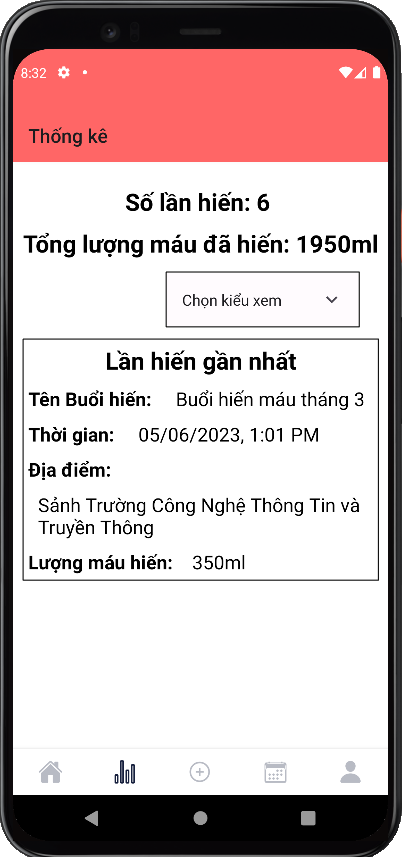 8:32
Thống kê
Số lần hiến: 6
Tổng lượng máu đã hiến: 1950ml
Chọn kiểu xem
Lần hiến gần nhất
Tên Buổi hiến: Buổi hiến máu tháng 3
Thời gian: 05/06/2023, 1:01 PM
Địa điểm:
Sảnh Trường Công Nghệ Thông Tin và
Truyền Thông
Lượng máu hiến: 350ml